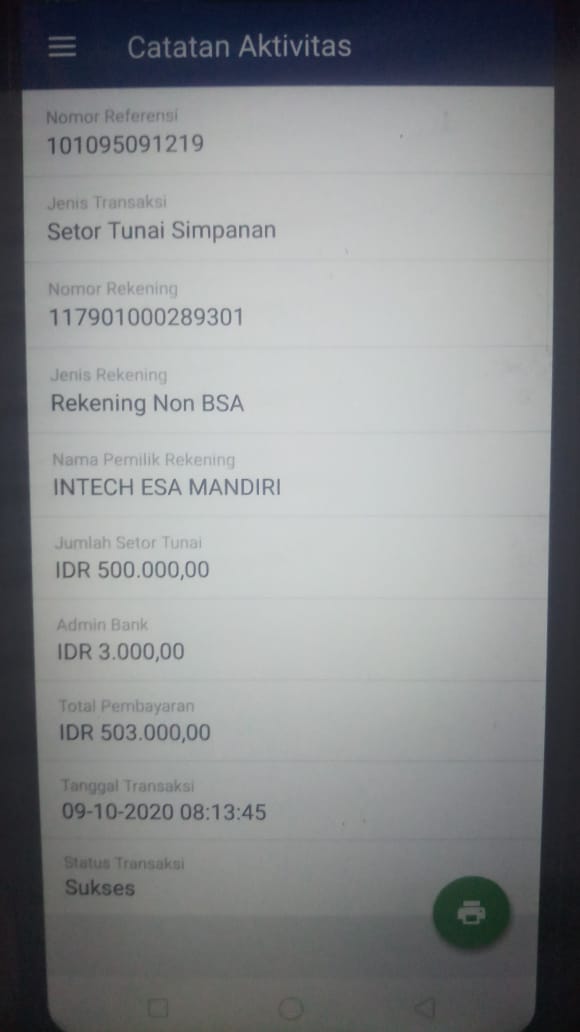 Catatan Aktivitas
Nomor Referensi
101095091219
Jenis Transaksi
Setor Tunai Simpanan
Nomor Rekening
117901000289301
Jenis Rekening
Rekening Non BSA
Nama Pemilik Rekening
INTECH ESA MANDIRI
Jumlah Setor Tunai
IDR 500.000,00
Admin Bank
IDR 3.000,00
Total Pembayaran
IDR 503.000,00
Tanggal Transaksi
09-10-2020 08:13:45
Status Transaksi
Sukses